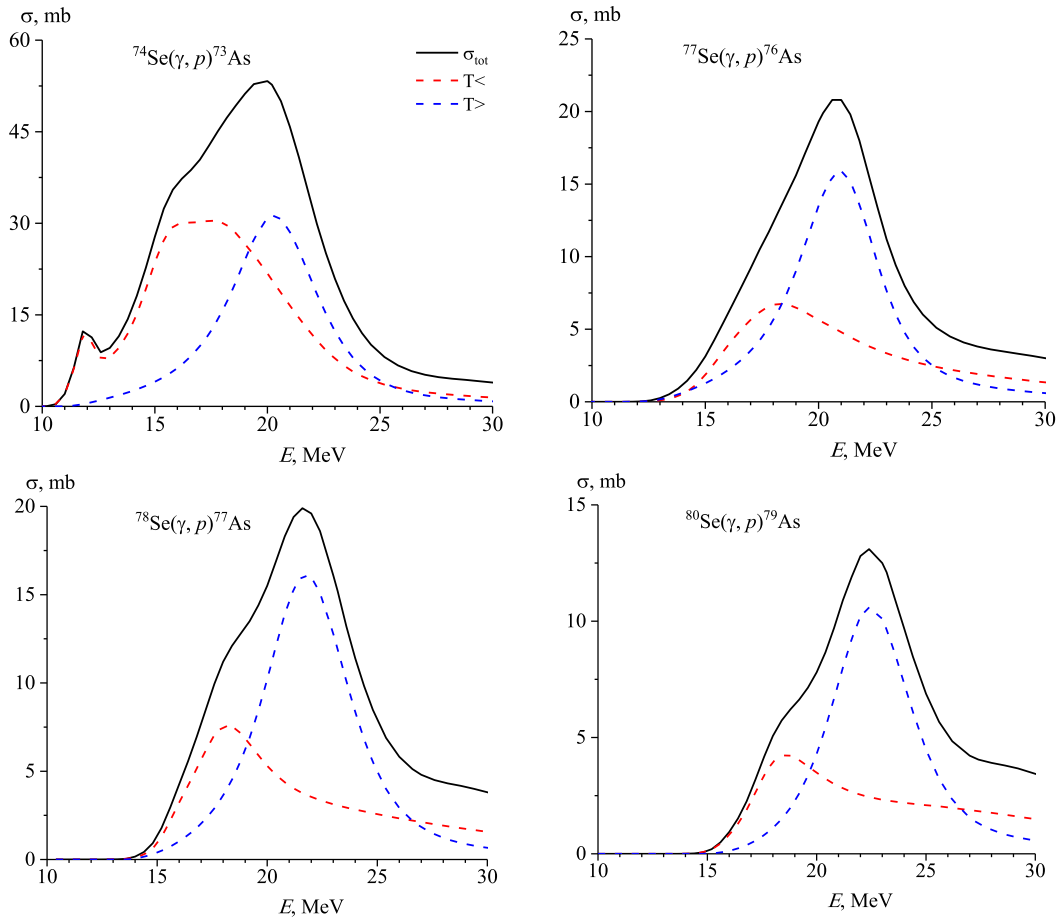 σ, mb
60
45
30
15
0
⁷⁴Se(γ, p)⁷³As
σtot
T<
T>
10 15 20 25 30
E, MeV
σ, mb
25
20
15
10
5
0
⁷⁷Se(γ, p)⁷⁶As
10 15 20 25 30
E, MeV
σ, mb
20
15
10
5
0
⁷⁸Se(γ, p)⁷⁷As
10 15 20 25 30
E, MeV
σ, mb
15
10
5
0
⁸⁰Se(γ, p)⁷⁹As
10 15 20 25 30
E, MeV